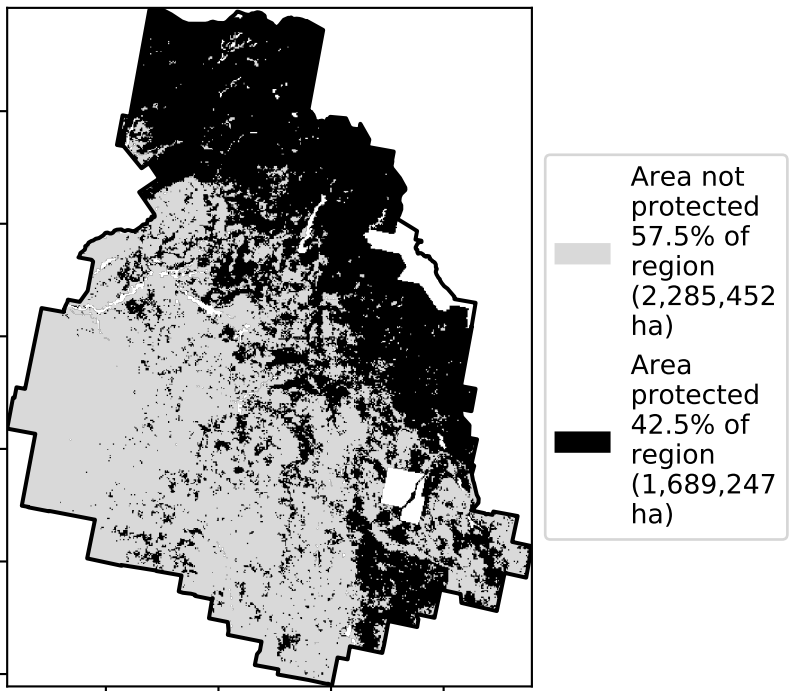 Area not
protected
57.5% of
region
(2,285,452
ha)
Area
protected
42.5% of
region
(1,689,247
ha)